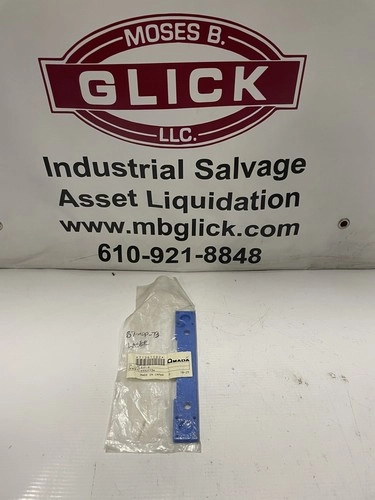 MOSES B.
GLICK
LLC.
Industrial Salvage
Asset Liquidation
www.mbglick.com
610-921-8848
AMADA